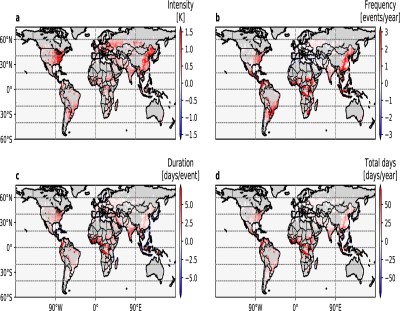 Intensity
[K]
a
60°N
30°N
0°
30°S
60°S
1.5
1.0
0.5
0.0
−0.5
−1.0
−1.5
Frequency
[events/year]
b
3
2
1
0
−1
−2
−3
Duration
[days/event]
c
60°N
30°N
0°
30°S
60°S
90°W
0°
90°E
5.0
2.5
0.0
−2.5
−5.0
Total days
[days/year]
d
90°W
0°
90°E
50
25
0
−25
−50